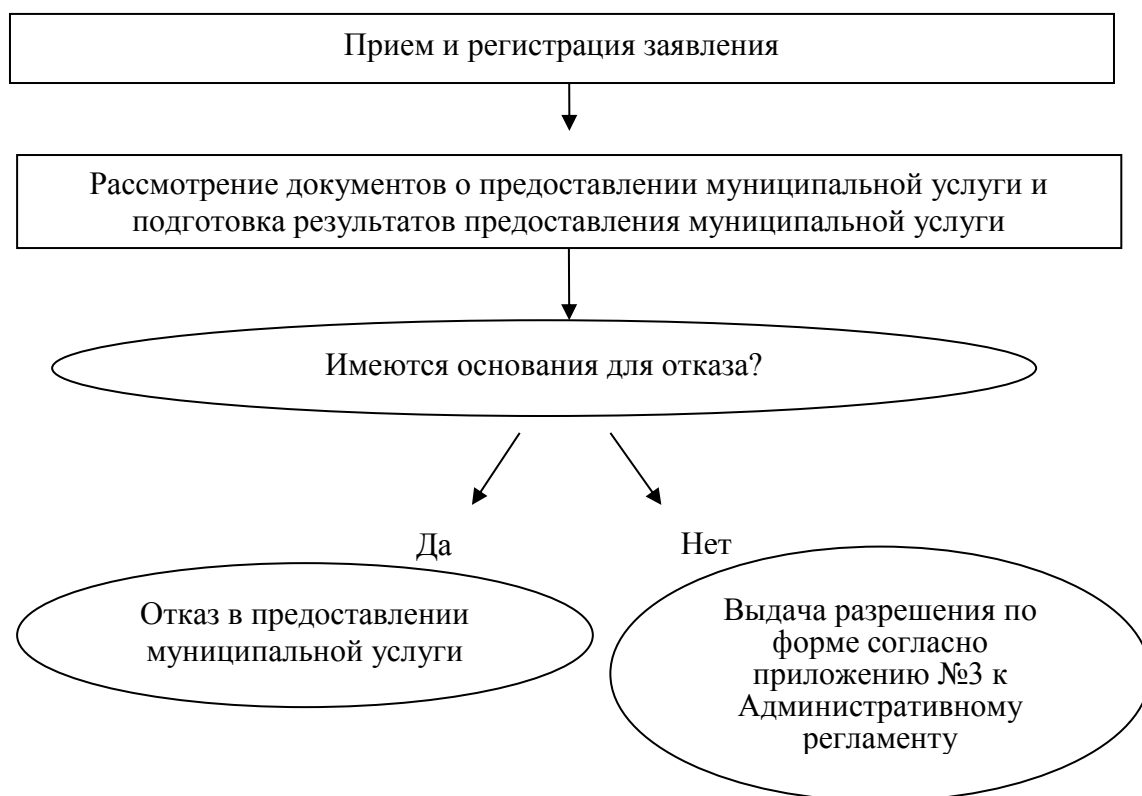 Прием и регистрация заявления
Рассмотрение документов о предоставлении муниципальной услуги и
подготовка результатов предоставления муниципальной услуги
Имеются основания для отказа?
Да
Нет
Отказ в предоставлении
муниципальной услуги
Выдача разрешения по
форме согласно
приложению №3 к
Административному
регламенту